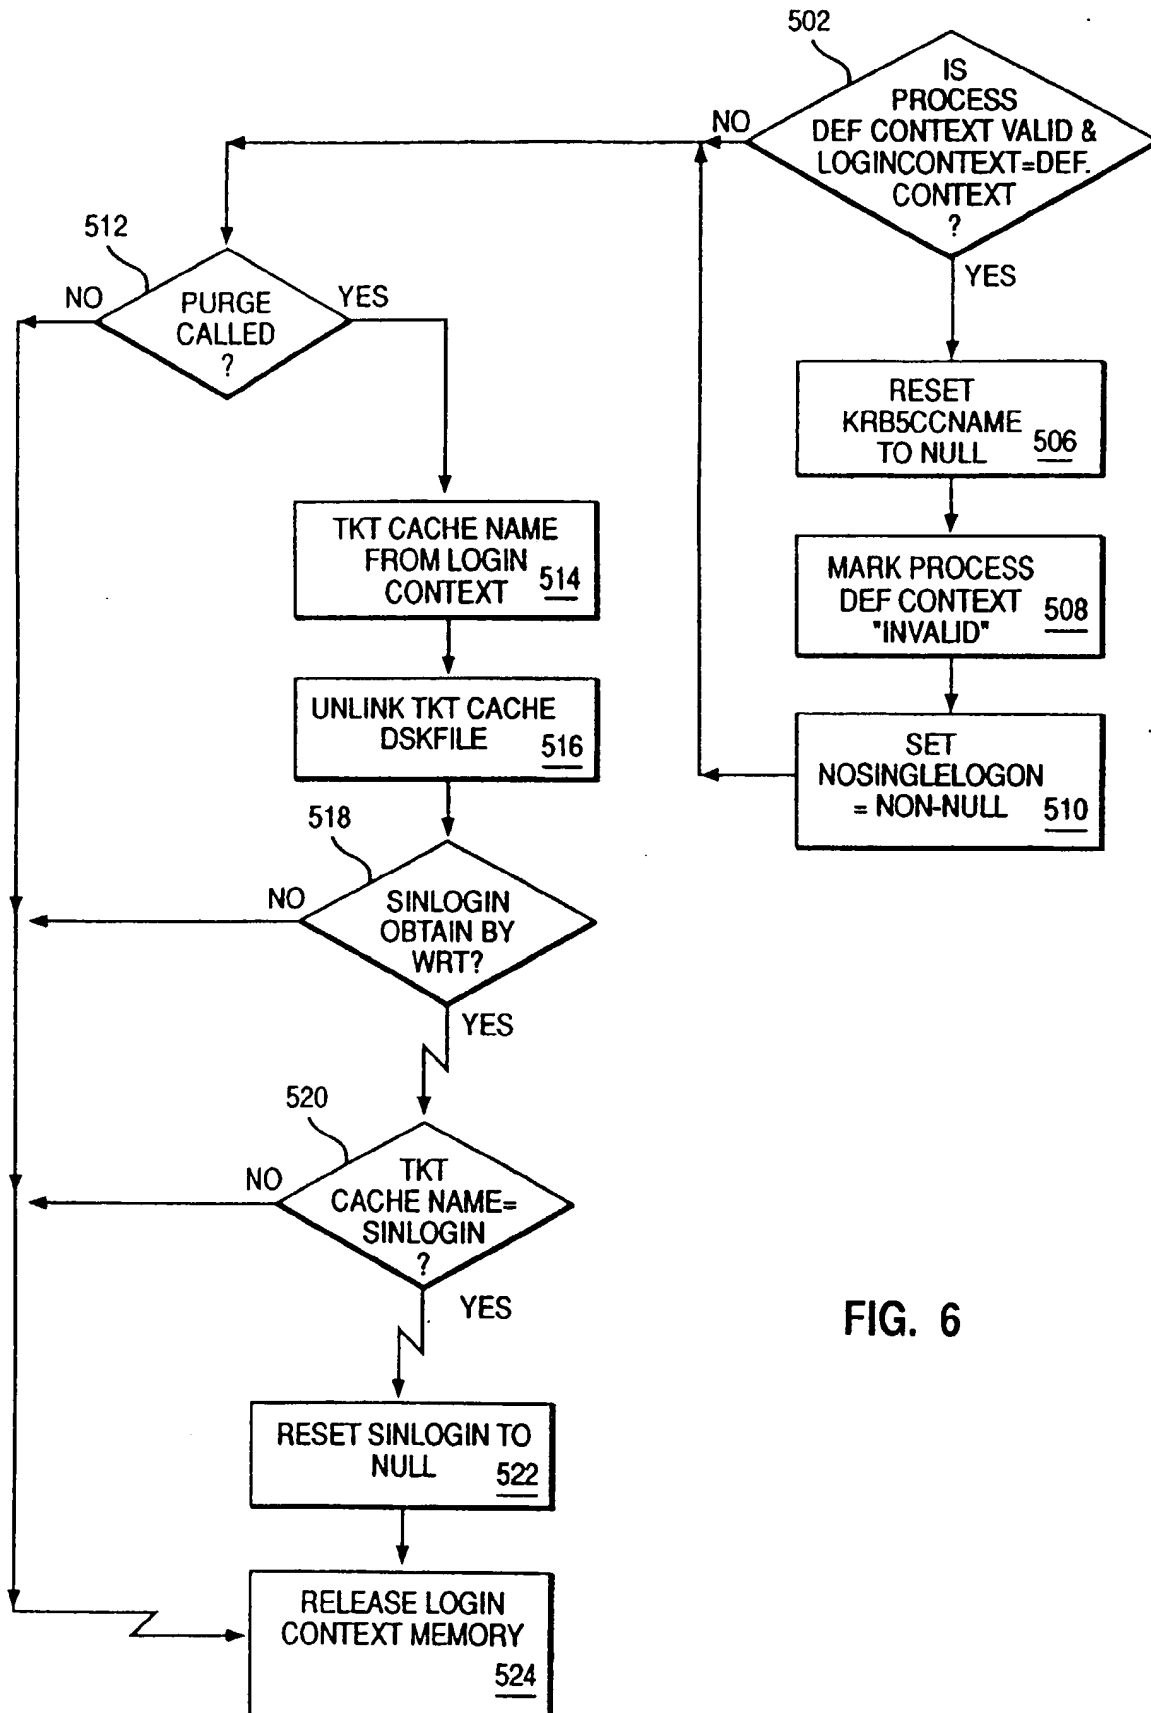 502
IS
PROCESS
DEF CONTEXT VALID &
LOGINCONTEXT=DEF.
CONTEXT
?
NO
YES
512
PURGE
CALLED
?
NO
YES
RESET
KRB5CCNAME
TO NULL
506
TKT CACHE NAME
FROM LOGIN
CONTEXT
514
MARK PROCESS
DEF CONTEXT
"INVALID"
508
UNLINK TKT CACHE
DSKFILE
516
SET
NOSINGLELOGON
= NON-NULL
510
518
SINLOGIN
OBTAIN BY
WRT?
NO
YES
520
TKT
CACHE NAME=
SINLOGIN
?
NO
YES
FIG. 6
RESET SINLOGIN TO
NULL
522
RELEASE LOGIN
CONTEXT MEMORY
524